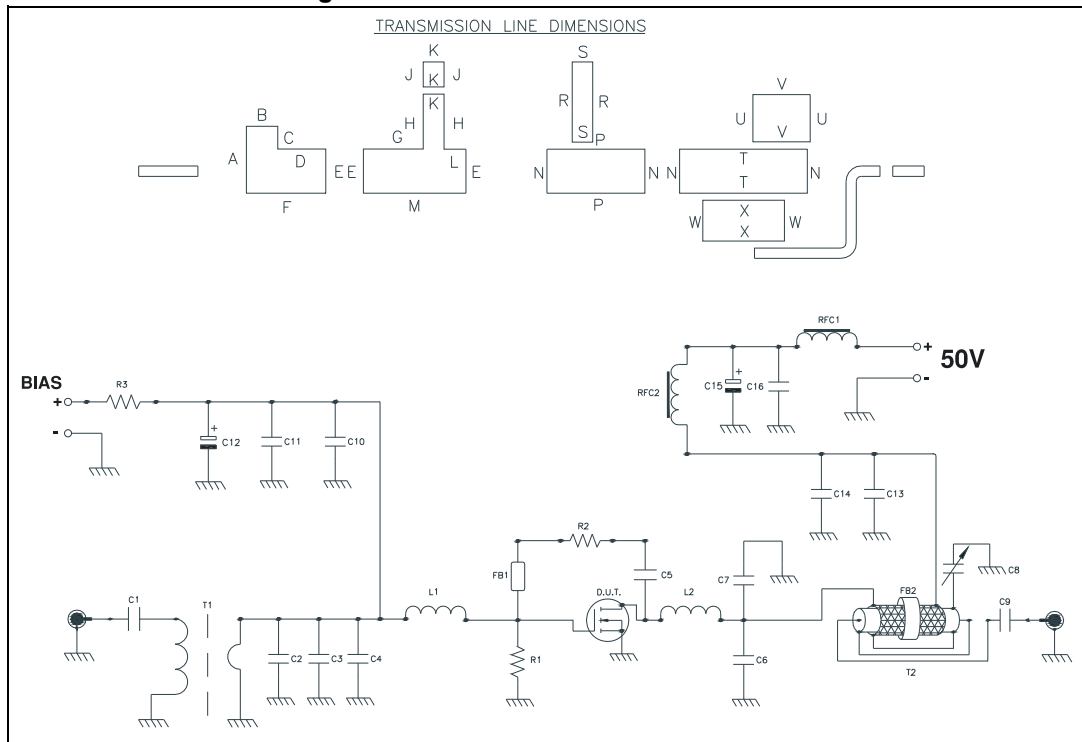 TRANSMISSION LINE DIMENSIONS
K
J K J
B K S V
C H H R R U U
G S V
A D L P
E E E N N N T N
T
F M P
W X W
X
RFC1
+
50V
-
BIAS
+ R3
-
+
C12 C11 C10
RFC2 + C15 C16
C14 C13
R2
FB1 C5 C7 C8
C1 T1 L1 D.U.T. L2 FB2 C9
C2 C3 C4 R1 C6 T2